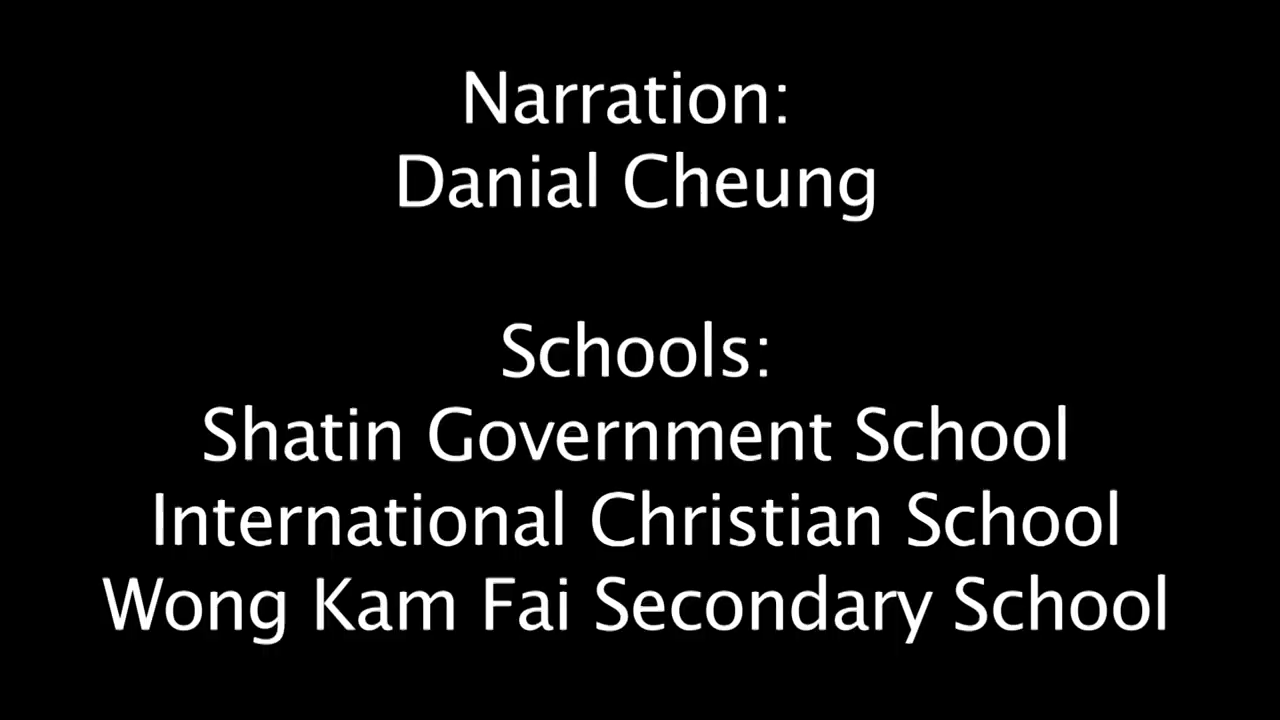 Narration:
Danial Cheung
Schools:
Shatin Government School
International Christian School
Wong Kam Fai Secondary School